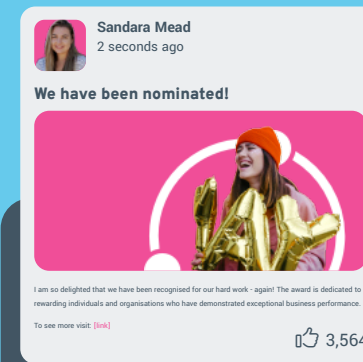 Sandara Mead
2 seconds ago
We have been nominated!
I am so delighted that we have been recognised for our hard work - again! The award is dedicated to
rewarding individuals and organisations who have demonstrated exceptional business performance.
To see more visit: [link]
3,564